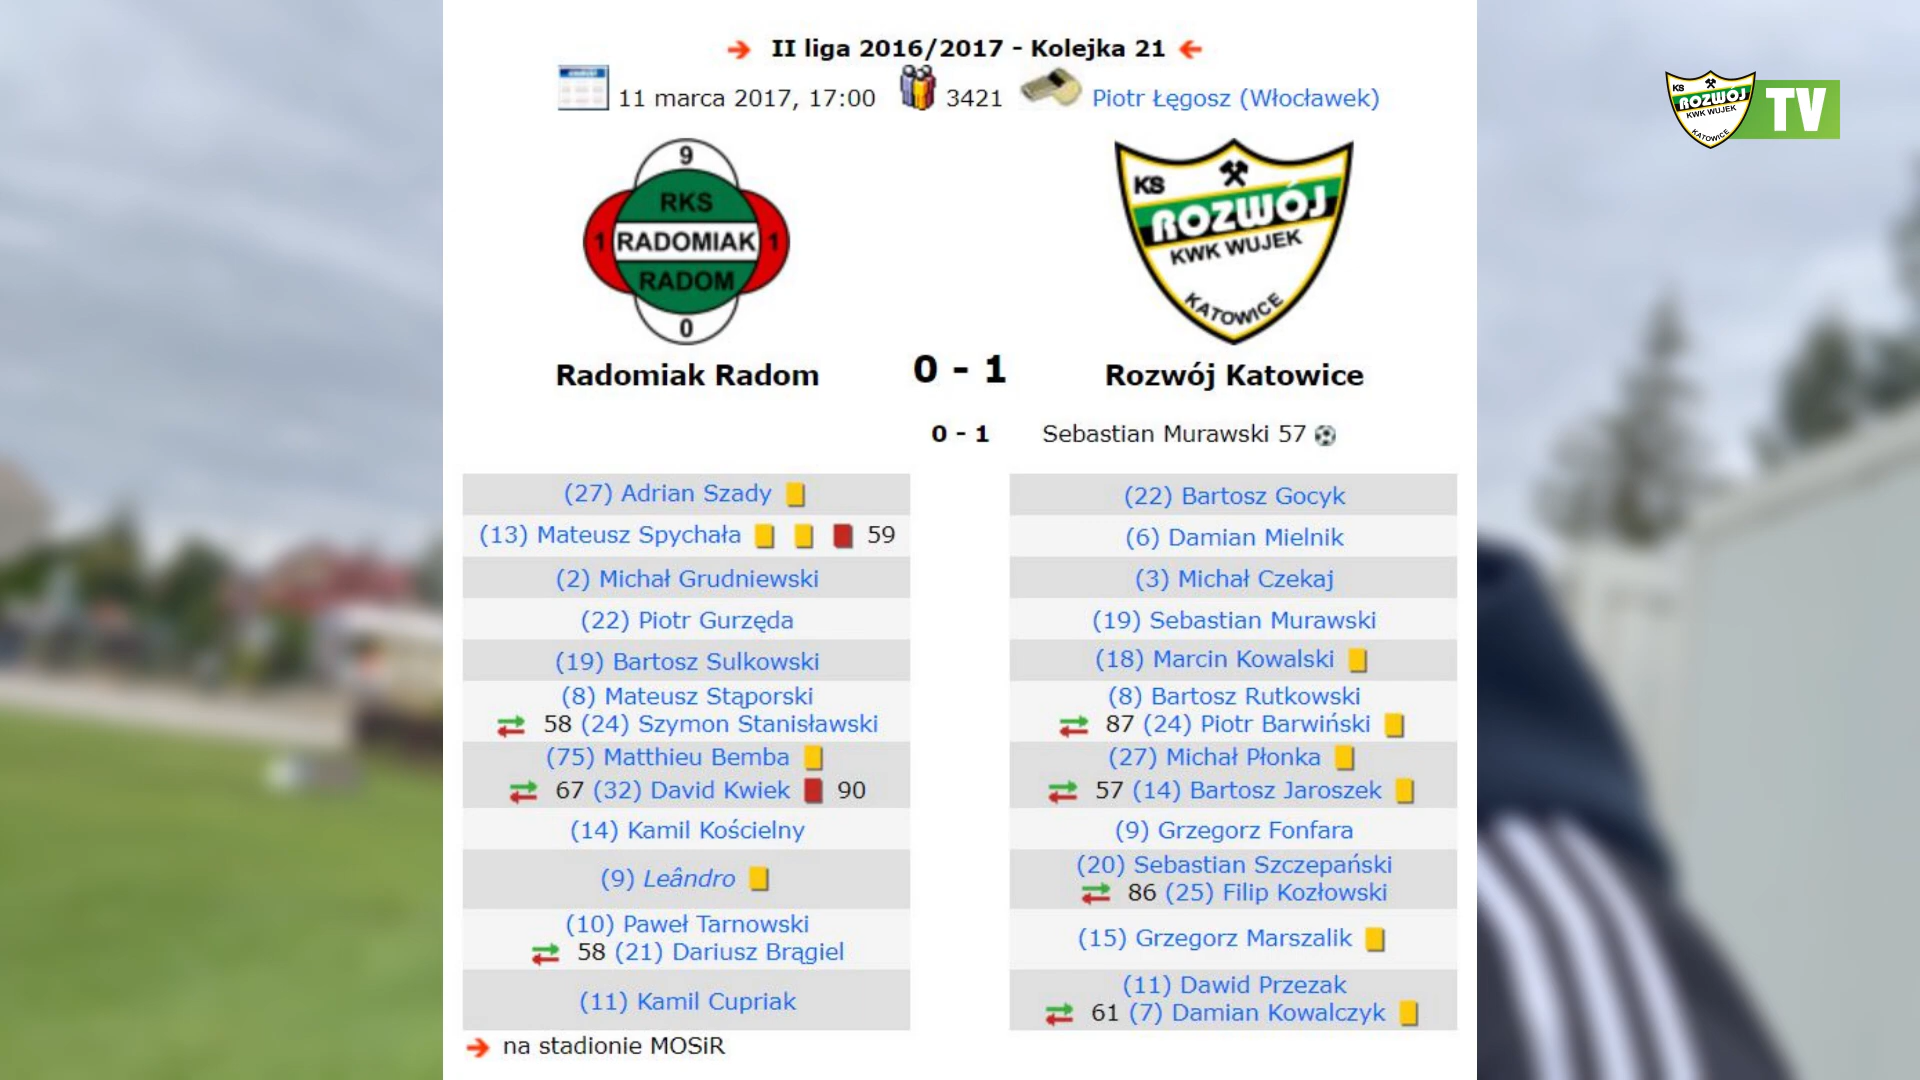 II liga 2016/2017 - Kolejka 21
11 marca 2017, 17:00 3421 Piotr Łęgosz (Włocławek)
KS ROZWÓJ KWK WUJEK KATOWICE TV
9
RKS
1 RADOMIAK 1
RADOM
0
KS
ROZWÓJ
KWK WUJEK
KATOWICE
Radomiak Radom 0 - 1 Rozwój Katowice
0 - 1 Sebastian Murawski 57
(27) Adrian Szady
(13) Mateusz Spychała 59
(2) Michał Grudniewski
(22) Piotr Gurzęda
(19) Bartosz Sulkowski
(8) Mateusz Stąporski
58 (24) Szymon Stanisławski
(75) Matthieu Bemba
67 (32) David Kwiek 90
(14) Kamil Kościelny
(9) Leândro
(10) Paweł Tarnowski
58 (21) Dariusz Brągiel
(11) Kamil Cupriak
(22) Bartosz Gocyk
(6) Damian Mielnik
(3) Michał Czekaj
(19) Sebastian Murawski
(18) Marcin Kowalski
(8) Bartosz Rutkowski
87 (24) Piotr Barwiński
(27) Michał Płonka
57 (14) Bartosz Jaroszek
(9) Grzegorz Fonfara
(20) Sebastian Szczepański
86 (25) Filip Kozłowski
(15) Grzegorz Marszalik
(11) Dawid Przezak
61 (7) Damian Kowalczyk
na stadionie MOSiR